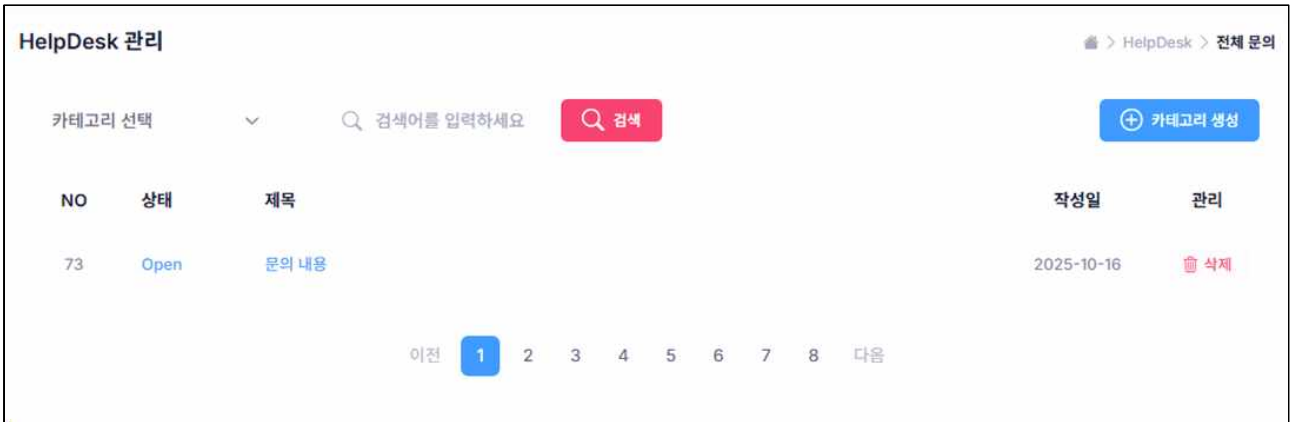 HelpDesk 관리
> HelpDesk > 전체 문의
카테고리 선택 검색어를 입력하세요 검색 카테고리 생성
NO 상태 제목 작성일 관리
73 Open 문의 내용 2025-10-16 삭제
이전 1 2 3 4 5 6 7 8 다음